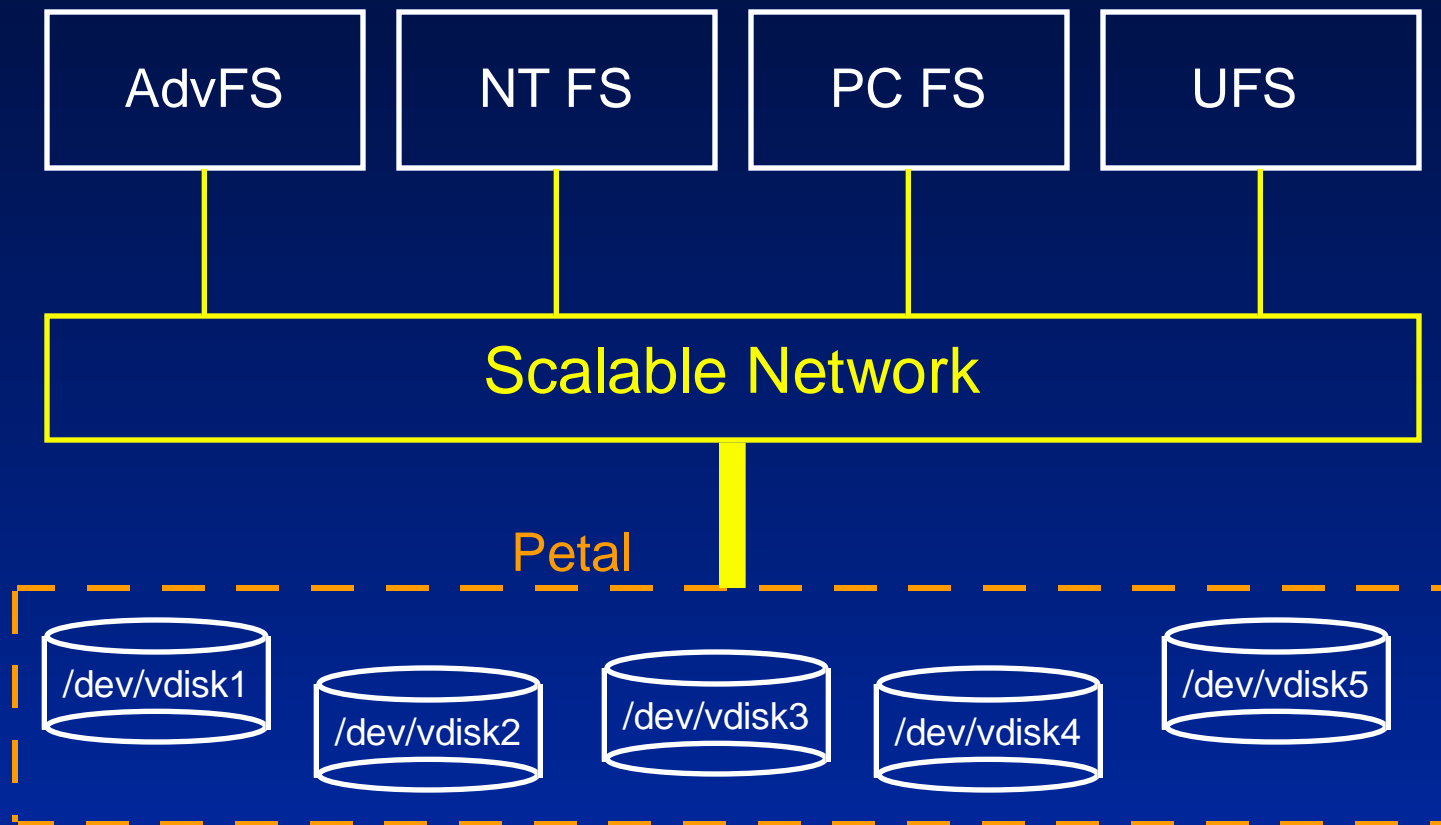 AdvFS
NT FS
PC FS
UFS
Scalable Network
Petal
/dev/vdisk1
/dev/vdisk2
/dev/vdisk3
/dev/vdisk4
/dev/vdisk5